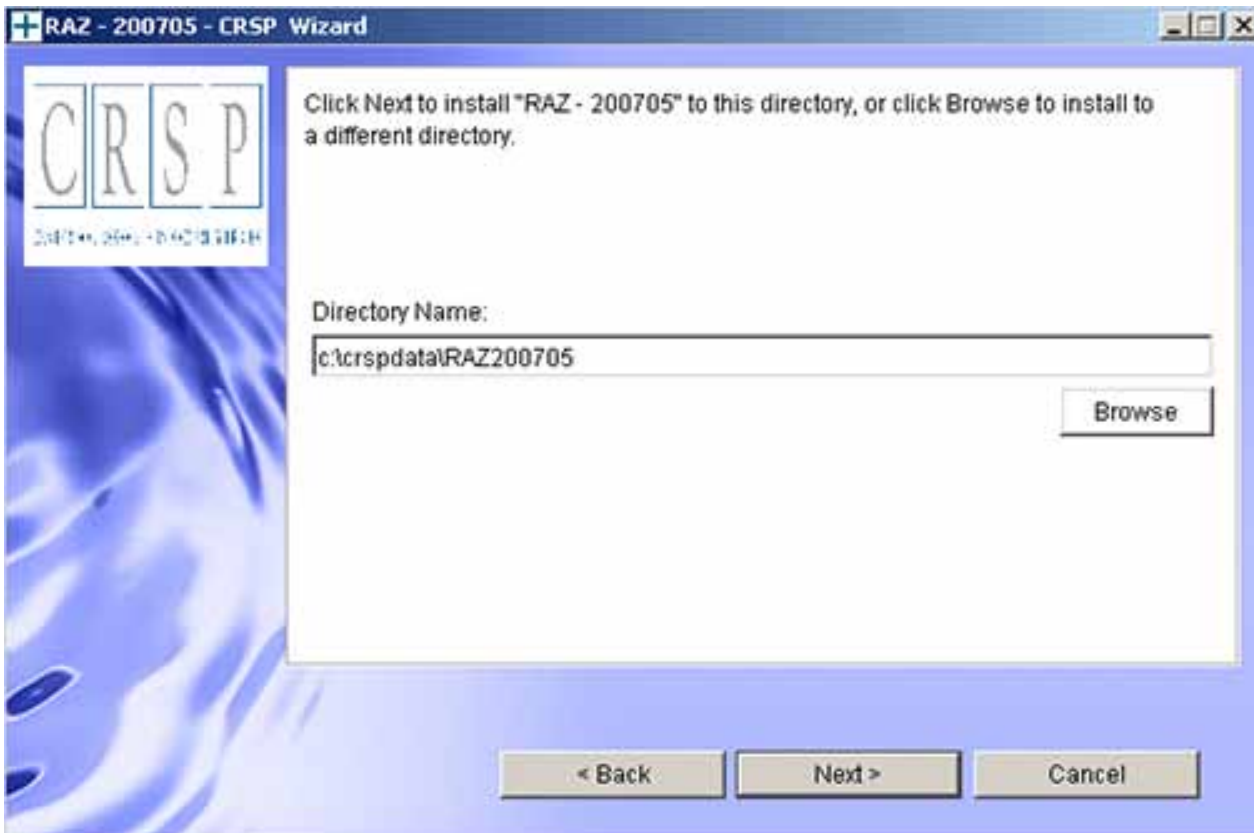 RAZ - 200705 - CRSP Wizard
CRSP
Click Next to install "RAZ - 200705" to this directory, or click Browse to install to
a different directory.
Directory Name:
c:\crspdata\RAZ200705
Browse
< Back
Next >
Cancel